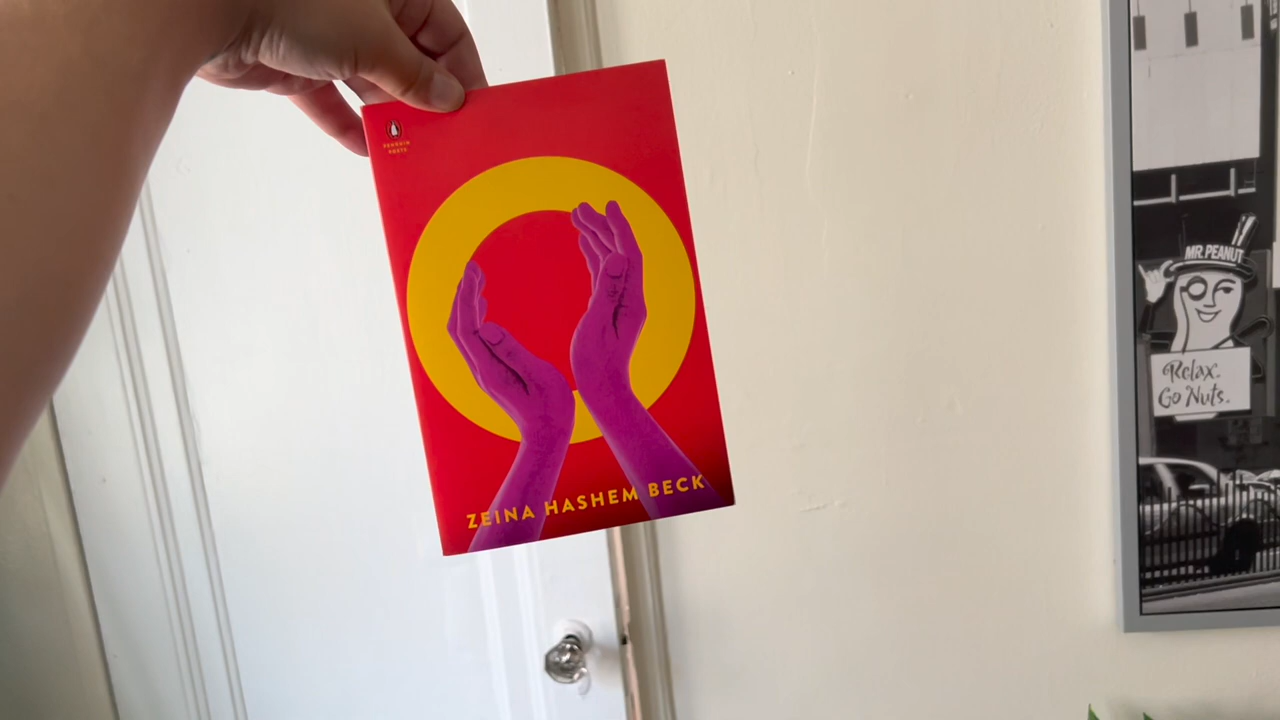 PENGUIN
POETS
O
ZEINA HASHEM BECK
MR. PEANUT
Relax.
Go Nuts.